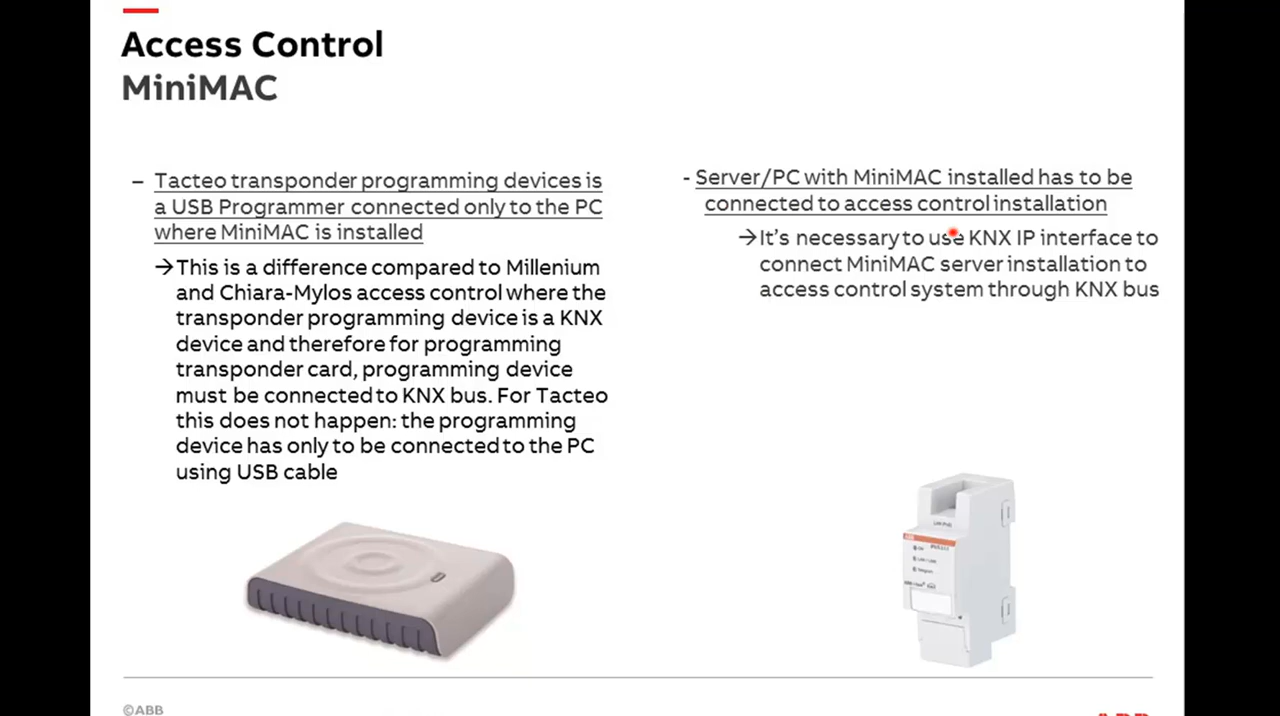 Access Control
MiniMAC
– Tacteo transponder programming devices is
a USB Programmer connected only to the PC
where MiniMAC is installed
→This is a difference compared to Millenium
and Chiara-Mylos access control where the
transponder programming device is a KNX
device and therefore for programming
transponder card, programming device
must be connected to KNX bus. For Tacteo
this does not happen: the programming
device has only to be connected to the PC
using USB cable
- Server/PC with MiniMAC installed has to be
connected to access control installation
→It's necessary to use KNX IP interface to
connect MiniMAC server installation to
access control system through KNX bus
ABB
©ABB
ABB